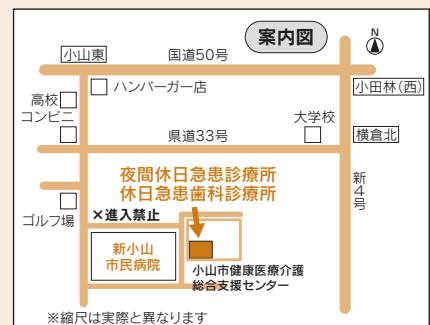 案内図
N
小山東
国道50号
ハンバーガー店
小田林(西)
高校
コンビニ
大学校
県道33号
横倉北
夜間休日急患診療所
休日急患歯科診療所
新4号
ゴルフ場
×進入禁止
新小山
市民病院
小山市健康医療介護
総合支援センター
※縮尺は実際と異なります